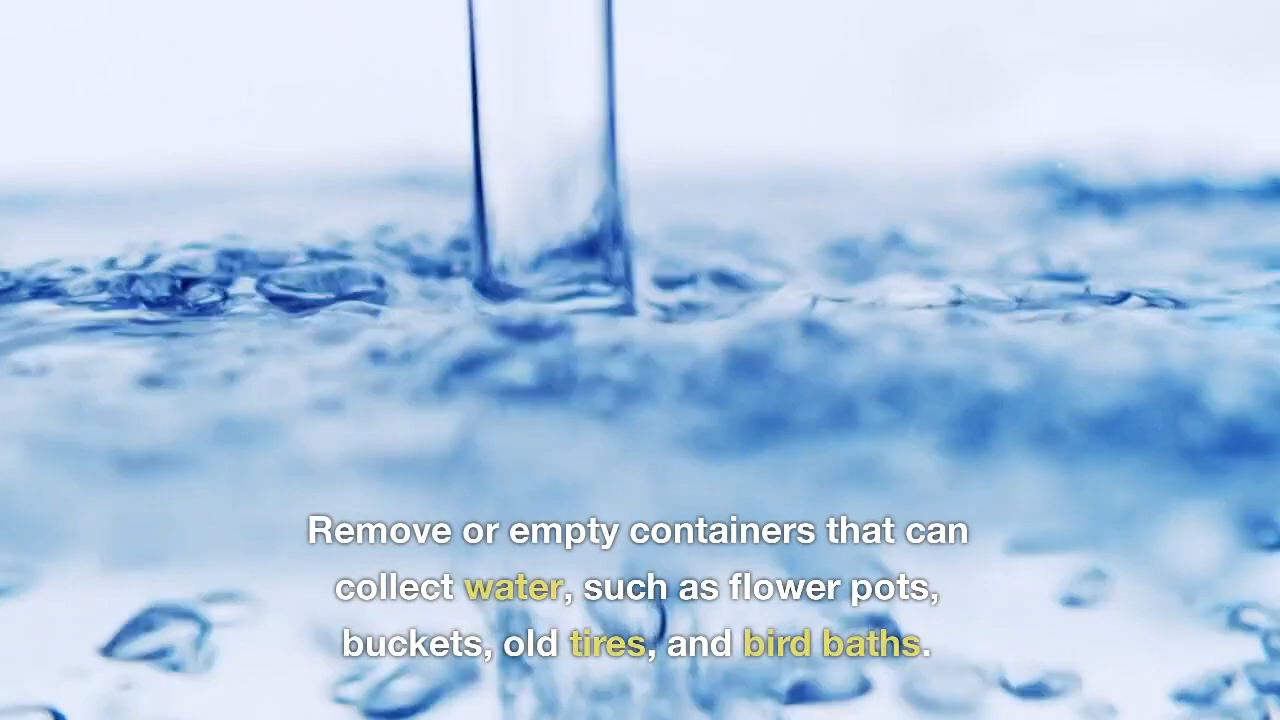 Remove or empty containers that can
collect water, such as flower pots,
buckets, old tires, and bird baths.